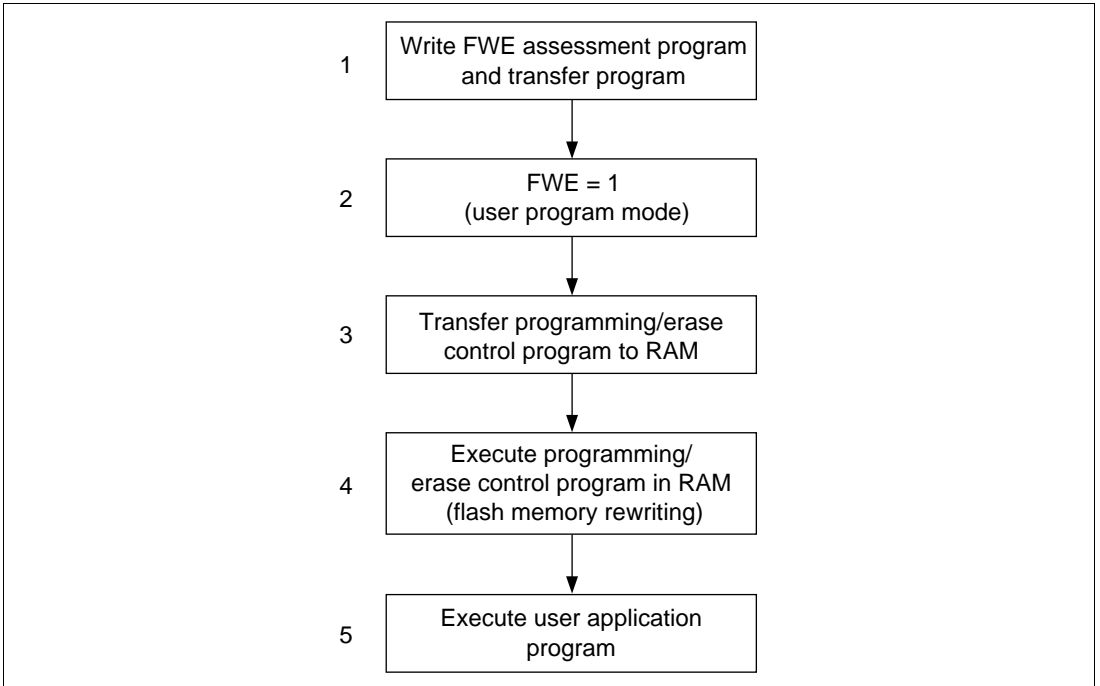 1
Write FWE assessment program
and transfer program
2
FWE = 1
(user program mode)
3
Transfer programming/erase
control program to RAM
4
Execute programming/
erase control program in RAM
(flash memory rewriting)
5
Execute user application
program